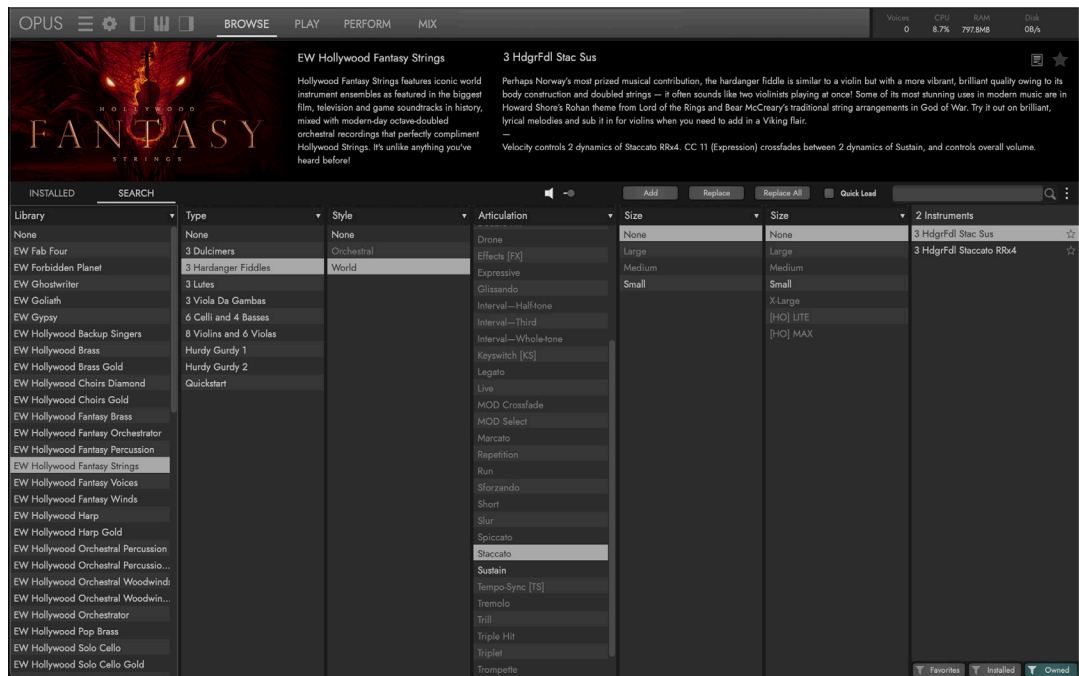 OPUS BROWSE PLAY PERFORM MIX Voices CPU RAM Disk
0 8.7% 797.8MB 0B/s
HOLLYWOOD
FANTASY
STRINGS
EW Hollywood Fantasy Strings
Hollywood Fantasy Strings features iconic world
instrument ensembles as featured in the biggest
film, television and game soundtracks in history,
mixed with modern-day octave-doubled
orchestral recordings that perfectly compliment
Hollywood Strings. It's unlike anything you've
heard before!
3 HdgrFdl Stac Sus
Perhaps Norway's most prized musical contribution, the hardanger fiddle is similar to a violin but with a more vibrant, brilliant quality owing to its
body construction and doubled strings — it often sounds like two violinists playing at once! Some of its most stunning uses in modern music are in
Howard Shore's Rohan theme from Lord of the Rings and Bear McCreary's traditional string arrangements in God of War. Try it out on brilliant,
lyrical melodies and sub it in for violins when you need to add in a Viking flair.
—
Velocity controls 2 dynamics of Staccato RRx4. CC 11 (Expression) crossfades between 2 dynamics of Sustain, and controls overall volume.
INSTALLED SEARCH Add Replace Replace All Quick Load
Library
None
EW Fab Four
EW Forbidden Planet
EW Ghostwriter
EW Goliath
EW Gypsy
EW Hollywood Backup Singers
EW Hollywood Brass
EW Hollywood Brass Gold
EW Hollywood Choirs Diamond
EW Hollywood Choirs Gold
EW Hollywood Fantasy Brass
EW Hollywood Fantasy Orchestrator
EW Hollywood Fantasy Percussion
EW Hollywood Fantasy Strings
EW Hollywood Fantasy Voices
EW Hollywood Fantasy Winds
EW Hollywood Harp
EW Hollywood Harp Gold
EW Hollywood Orchestral Percussion
EW Hollywood Orchestral Percussio...
EW Hollywood Orchestral Woodwinds
EW Hollywood Orchestral Woodwin...
EW Hollywood Orchestrator
EW Hollywood Pop Brass
EW Hollywood Solo Cello
EW Hollywood Solo Cello Gold
Type
None
3 Dulcimers
3 Hardanger Fiddles
3 Lutes
3 Viola Da Gambas
6 Celli and 4 Basses
8 Violins and 6 Violas
Hurdy Gurdy 1
Hurdy Gurdy 2
Quickstart
Style
None
Orchestral
World
Articulation
Drone
Effects [FX]
Expressive
Glissando
Interval—Half-tone
Interval—Third
Interval—Whole-tone
Keyswitch [KS]
Legato
Live
MOD Crossfade
MOD Select
Marcato
Repetition
Run
Sforzando
Short
Slur
Spiccato
Staccato
Sustain
Tempo-Sync [TS]
Tremolo
Trill
Triple Hit
Triplet
Trompette
Size
None
Large
Medium
Small
Size
None
Large
Medium
Small
X-Large
[HO] LITE
[HO] MAX
2 Instruments
3 HdgrFdl Stac Sus
3 HdgrFdl Staccato RRx4
Favorites Installed Owned